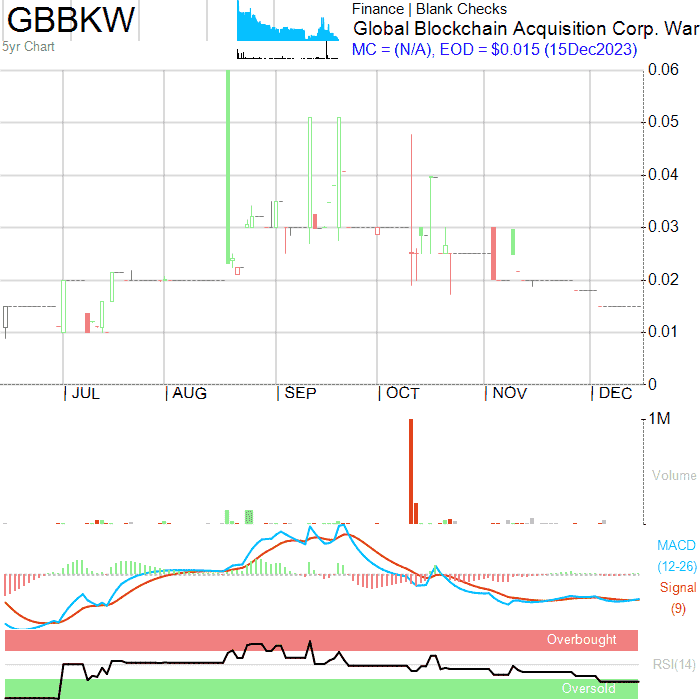 GBBKW
5yr Chart
Finance | Blank Checks
Global Blockchain Acquisition Corp. War
MC = (N/A), EOD = $0.015 (15Dec2023)
0.06
0.05
0.04
0.03
0.02
0.01
0
JUL AUG SEP OCT NOV DEC
1M
Volume
MACD
(12-26)
Signal
(9)
Overbought
RSI(14)
Oversold